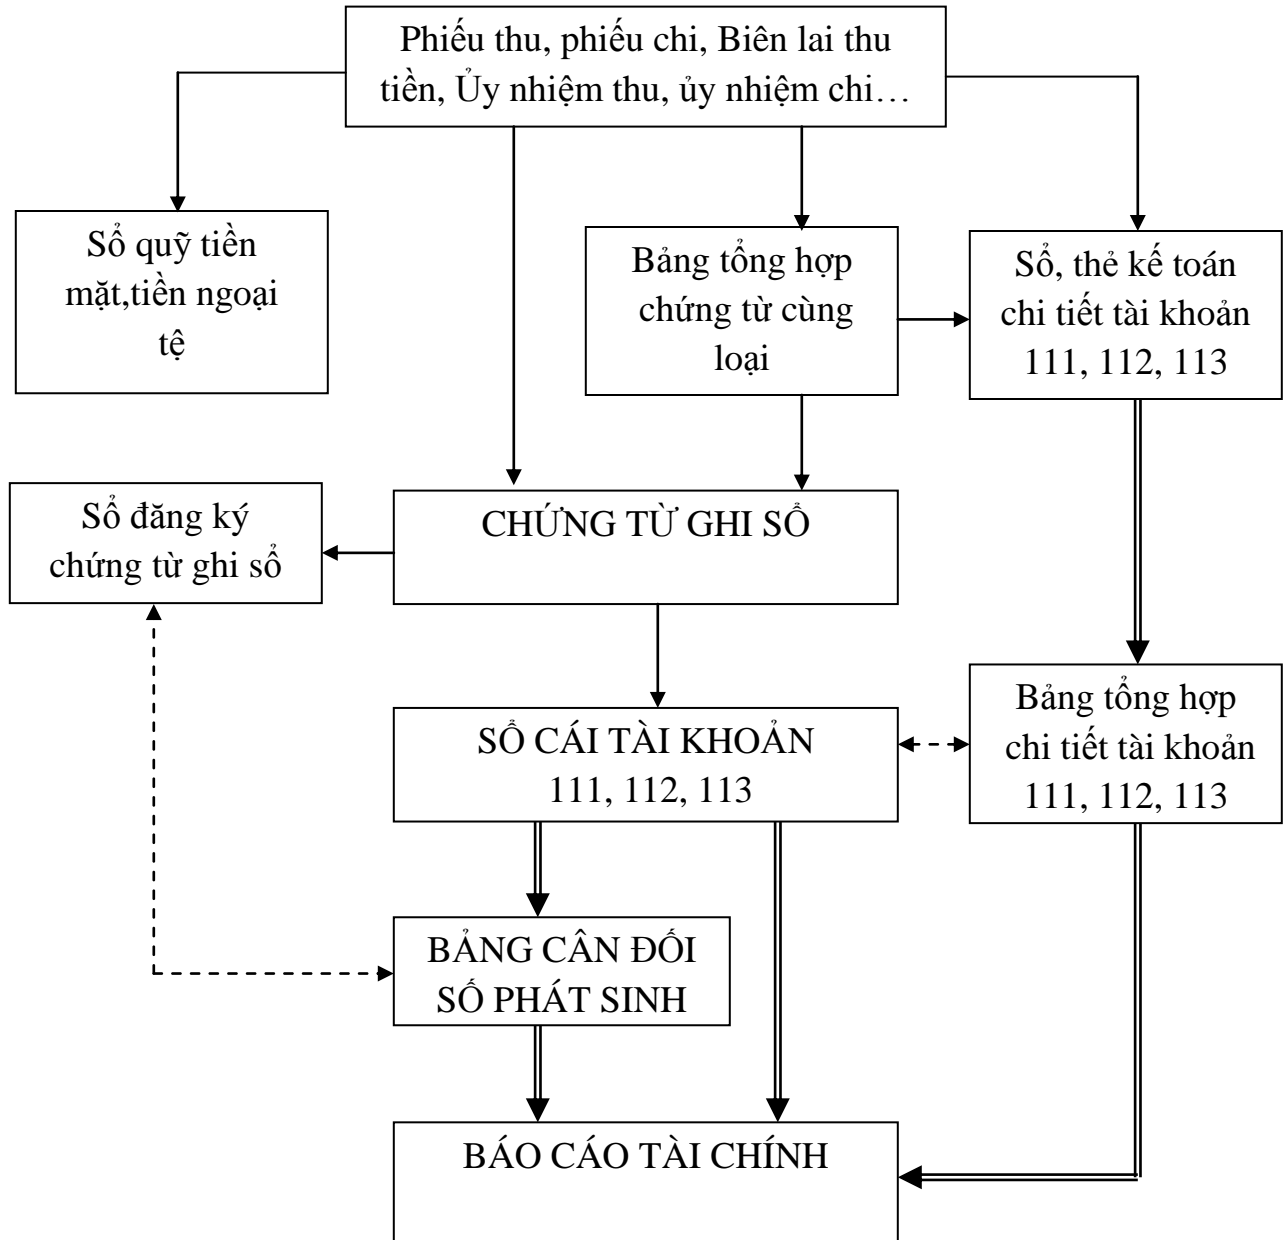 Phiếu thu, phiếu chi, Biên lai thu
tiền, Ủy nhiệm thu, ủy nhiệm chi…
Sổ quỹ tiền
mặt,tiền ngoại
tệ
Bảng tổng hợp
chứng từ cùng
loại
Sổ, thẻ kế toán
chi tiết tài khoản
111, 112, 113
Sổ đăng ký
chứng từ ghi sổ
CHỨNG TỪ GHI SỔ
SỔ CÁI TÀI KHOẢN
111, 112, 113
Bảng tổng hợp
chi tiết tài khoản
111, 112, 113
BẢNG CÂN ĐỐI
SỐ PHÁT SINH
BÁO CÁO TÀI CHÍNH